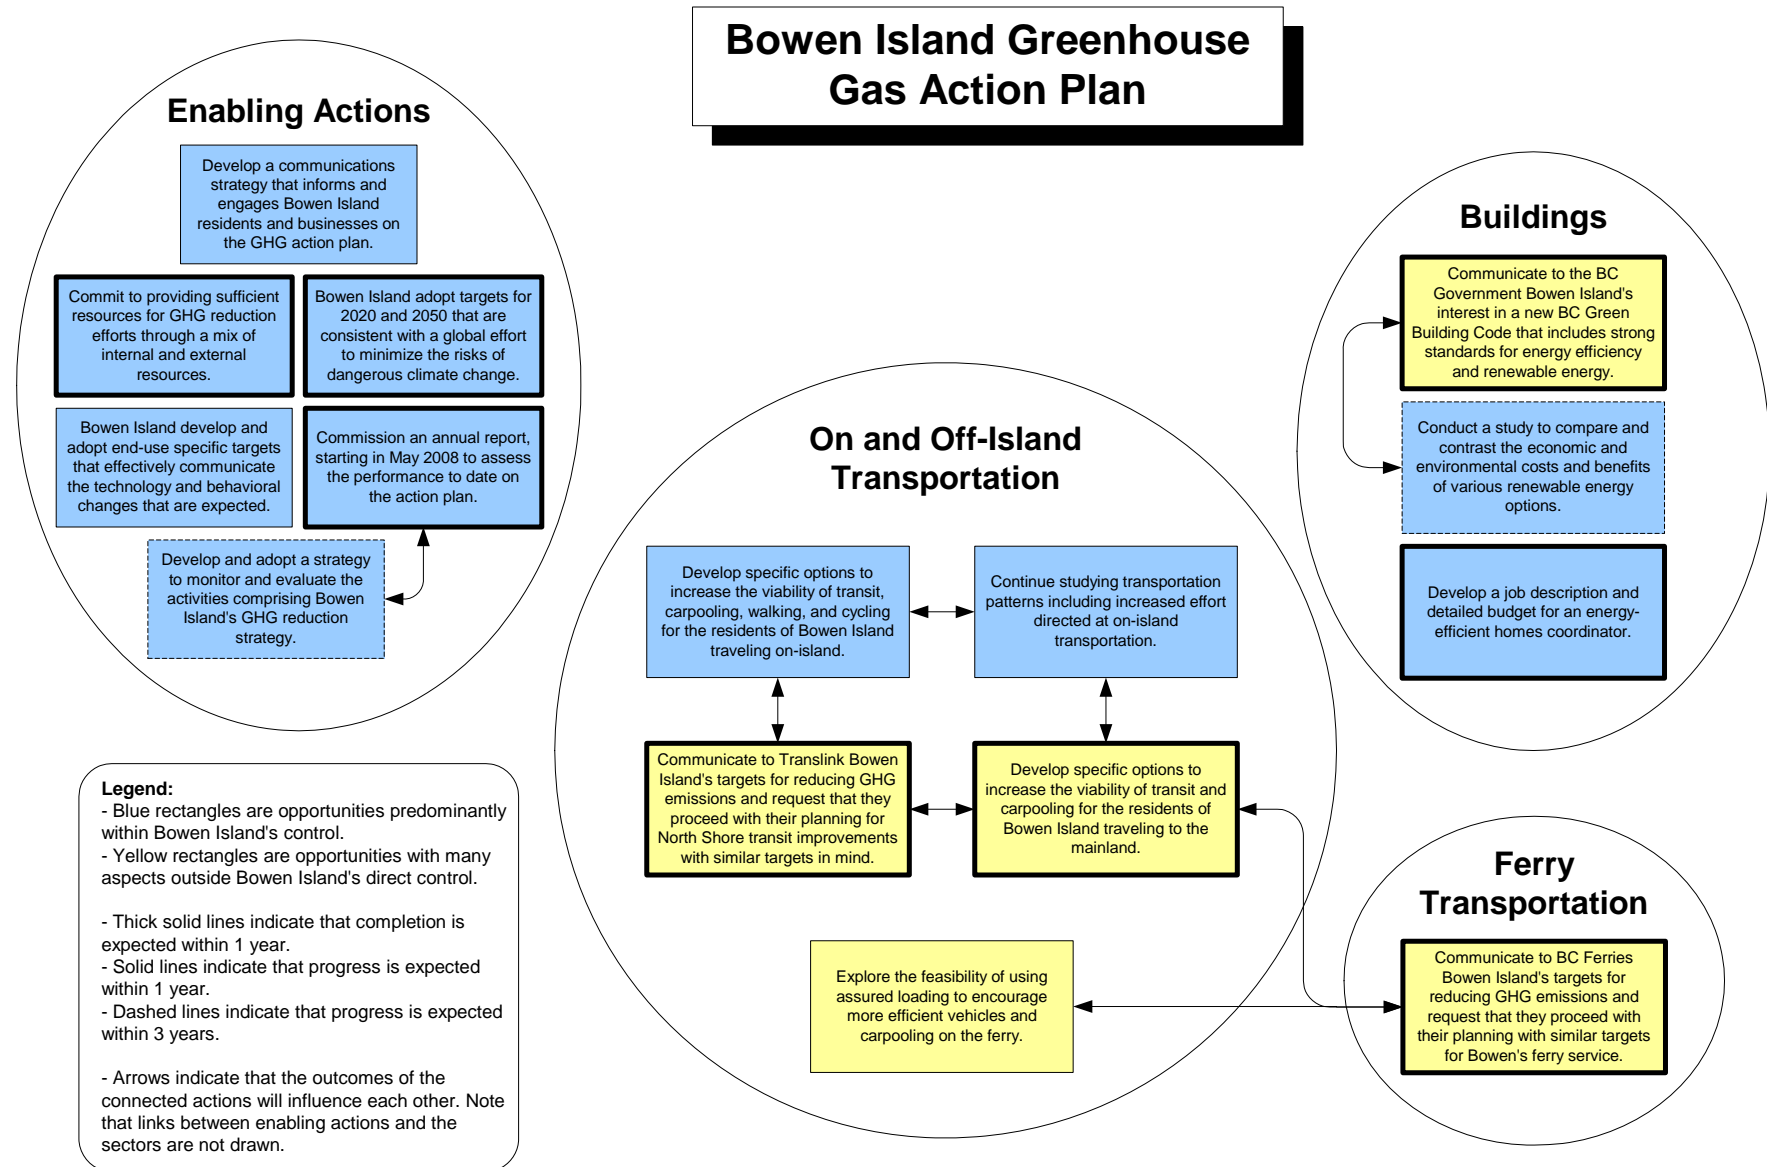 Bowen Island Greenhouse
Gas Action Plan
Enabling Actions
Develop a communications
strategy that informs and
engages Bowen Island
residents and businesses on
the GHG action plan.
Commit to providing sufficient
resources for GHG reduction
efforts through a mix of
internal and external
resources.
Bowen Island adopt targets for
2020 and 2050 that are
consistent with a global effort
to minimize the risks of
dangerous climate change.
Bowen Island develop and
adopt end-use specific targets
that effectively communicate
the technology and behavioral
changes that are expected.
Commission an annual report,
starting in May 2008 to assess
the performance to date on
the action plan.
Develop and adopt a strategy
to monitor and evaluate the
activities comprising Bowen
Island's GHG reduction
strategy.
Buildings
Communicate to the BC
Government Bowen Island's
interest in a new BC Green
Building Code that includes strong
standards for energy efficiency
and renewable energy.
Conduct a study to compare and
contrast the economic and
environmental costs and benefits
of various renewable energy
options.
Develop a job description and
detailed budget for an energy-
efficient homes coordinator.
On and Off-Island
Transportation
Develop specific options to
increase the viability of transit,
carpooling, walking, and cycling
for the residents of Bowen Island
traveling on-island.
Continue studying transportation
patterns including increased effort
directed at on-island
transportation.
Communicate to Translink Bowen
Island's targets for reducing GHG
emissions and request that they
proceed with their planning for
North Shore transit improvements
with similar targets in mind.
Develop specific options to
increase the viability of transit and
carpooling for the residents of
Bowen Island traveling to the
mainland.
Explore the feasibility of using
assured loading to encourage
more efficient vehicles and
carpooling on the ferry.
Ferry
Transportation
Communicate to BC Ferries
Bowen Island's targets for
reducing GHG emissions and
request that they proceed with
their planning with similar targets
for Bowen's ferry service.
Legend:
- Blue rectangles are opportunities predominantly
within Bowen Island's control.
- Yellow rectangles are opportunities with many
aspects outside Bowen Island's direct control.
- Thick solid lines indicate that completion is
expected within 1 year.
- Solid lines indicate that progress is expected
within 1 year.
- Dashed lines indicate that progress is expected
within 3 years.
- Arrows indicate that the outcomes of the
connected actions will influence each other. Note
that links between enabling actions and the
sectors are not drawn.